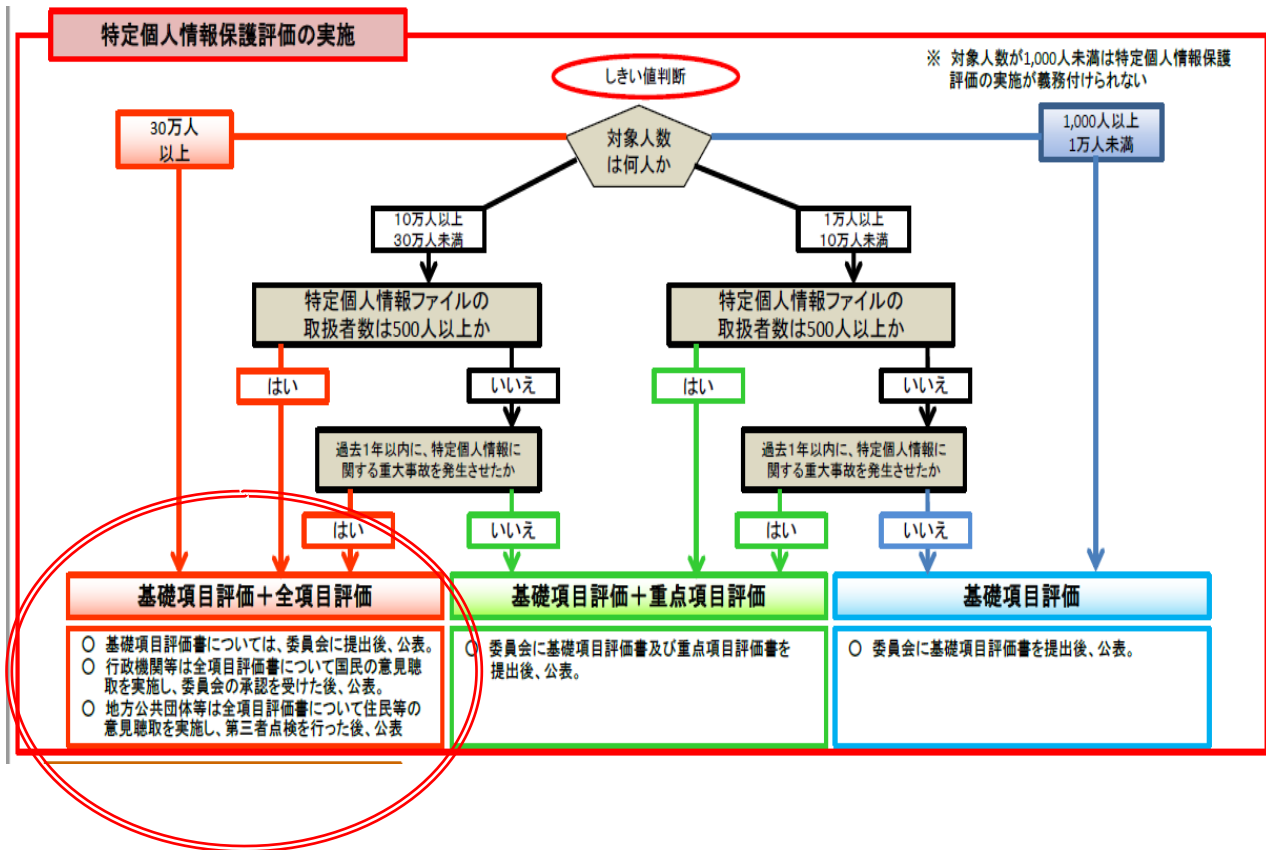 特定個人情報保護評価の実施
しきい値判断
※ 対象人数が1,000人未満は特定個人情報保護
評価の実施が義務付けられない
30万人
以上
対象人数
は何人か
1,000人以上
1万人未満
10万人以上
30万人未満
1万人以上
10万人未満
特定個人情報ファイルの
取扱者数は500人以上か
特定個人情報ファイルの
取扱者数は500人以上か
はい
いいえ
はい
いいえ
過去1年以内に、特定個人情報に
関する重大事故を発生させたか
過去1年以内に、特定個人情報に
関する重大事故を発生させたか
はい
いいえ
はい
いいえ
基礎項目評価＋全項目評価
基礎項目評価＋重点項目評価
基礎項目評価
○ 基礎項目評価書については、委員会に提出後、公表。
○ 行政機関等は全項目評価書について国民の意見聴
取を実施し、委員会の承認を受けた後、公表。
○ 地方公共団体等は全項目評価書について住民等の
意見聴取を実施し、第三者点検を行った後、公表
○ 委員会に基礎項目評価書及び重点項目評価書を
提出後、公表。
○ 委員会に基礎項目評価書を提出後、公表。